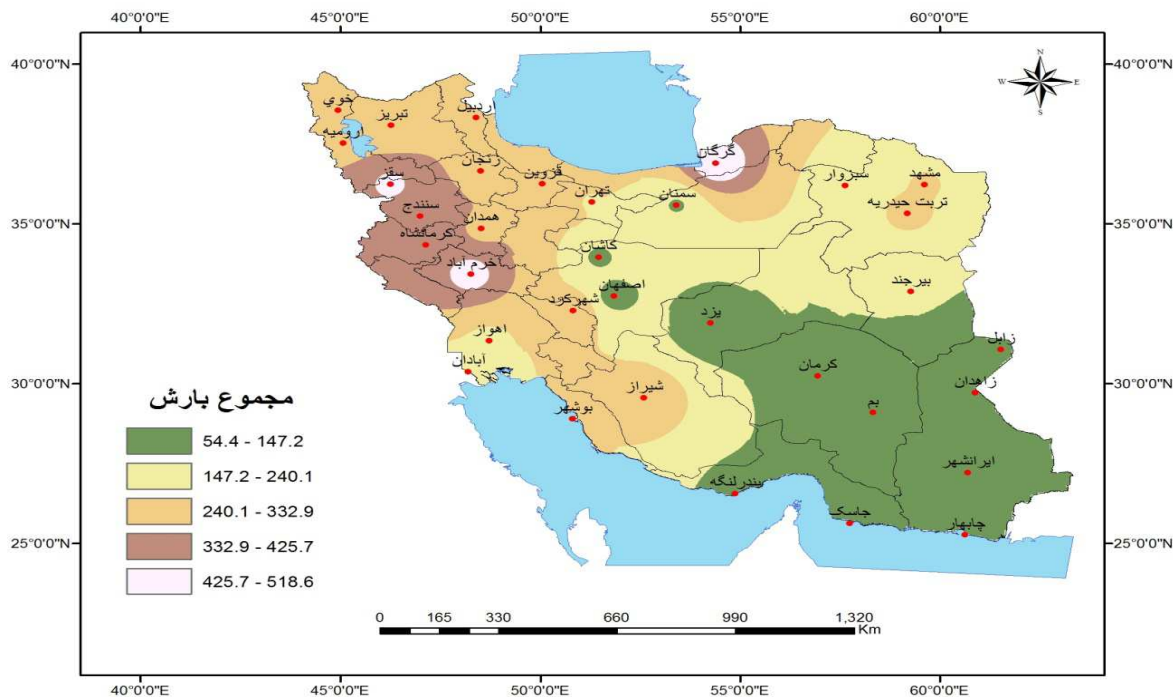 40°0'0"E 45°0'0"E 50°0'0"E 55°0'0"E 60°0'0"E
40°0'0"N 40°0'0"N
N
W E
S
خوي
تبریز
اردبیل
ارومیه
گرگان
زنجان
سقز
قزوین
سبزوار
مشهد
تهران
سمنان
تربت حیدریه
35°0'0"N 35°0'0"N
سنندج
همدان
کرمانشاه
کاشان
خرم آباد
اصفهان
بیرجند
شهرکرد
یزد
اهواز
زابل
آبادان
کرمان
زاهدان
30°0'0"N 30°0'0"N
شیراز
بوشهر
بم
ایرانشهر
بندرلنگه
جاسک
چابهار
25°0'0"N 25°0'0"N
مجموع بارش
54.4 - 147.2
147.2 - 240.1
240.1 - 332.9
332.9 - 425.7
425.7 - 518.6
0 165 330 660 990 1,320
Km
40°0'0"E 45°0'0"E 50°0'0"E 55°0'0"E 60°0'0"E